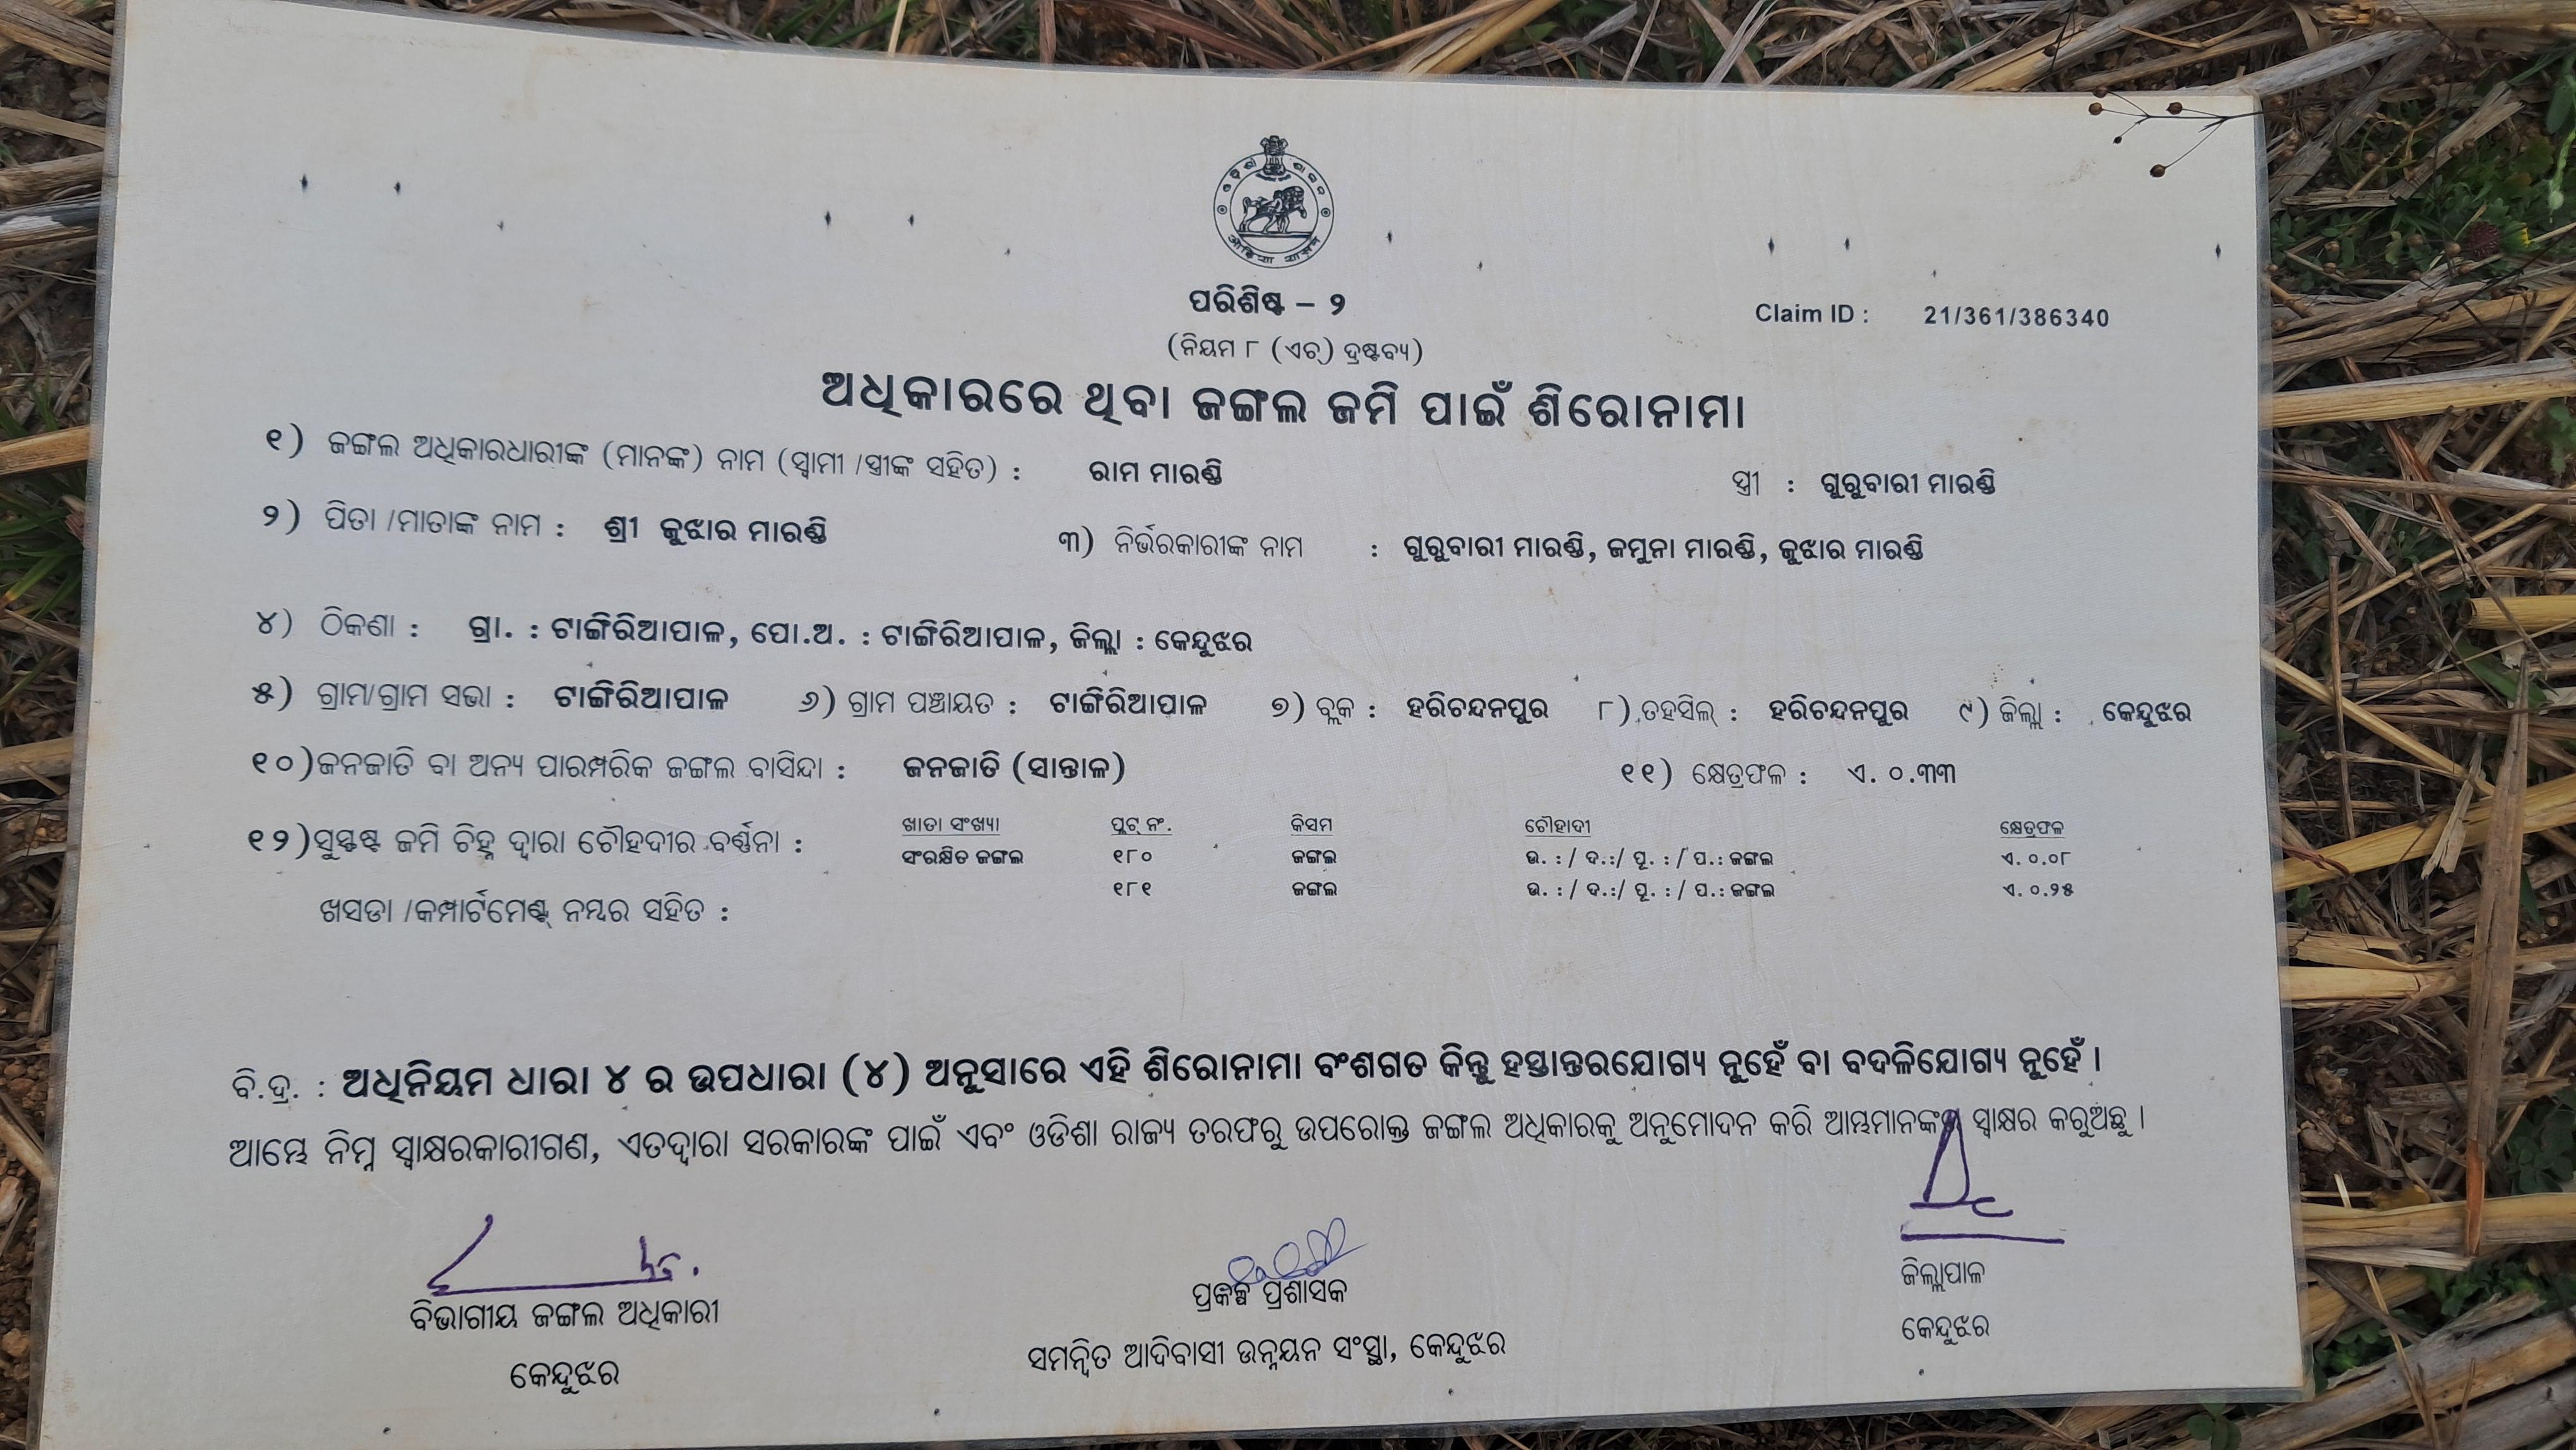 ଓଡ଼ିଶା ଶାସନ
ओड़िशा शासन
ପରିଶିଷ୍ଟ – ୨
Claim ID : 21/361/386340
(ନିୟମ ୮ (ଏଚ୍) ଦ୍ରଷ୍ଟବ୍ୟ)
ଅଧିକାରରେ ଥିବା ଜଙ୍ଗଲ ଜମି ପାଇଁ ଶିରୋନାମା
୧) ଜଙ୍ଗଲ ଅଧିକାରଧାରୀଙ୍କ (ମାନଙ୍କ) ନାମ (ସ୍ୱାମୀ /ସ୍ତ୍ରୀଙ୍କ ସହିତ) : ରାମ ମାରଣ୍ଡି ସ୍ତ୍ରୀ : ଗୁରୁବାରୀ ମାରଣ୍ଡି
୨) ପିତା /ମାତାଙ୍କ ନାମ : ଶ୍ରୀ କୁଝାର ମାରଣ୍ଡି ୩) ନିର୍ଭରକାରୀଙ୍କ ନାମ : ଗୁରୁବାରୀ ମାରଣ୍ଡି, ଜମୁନା ମାରଣ୍ଡି, କୁଝାର ମାରଣ୍ଡି
୪) ଠିକଣା : ଗ୍ରା. : ଟାଙ୍ଗିରିଆପାଳ, ପୋ.ଅ. : ଟାଙ୍ଗିରିଆପାଳ, ଜିଲ୍ଲା : କେନ୍ଦୁଝର
୫) ଗ୍ରାମ/ଗ୍ରାମ ସଭା : ଟାଙ୍ଗିରିଆପାଳ ୬) ଗ୍ରାମ ପଞ୍ଚାୟତ : ଟାଙ୍ଗିରିଆପାଳ ୭) ବ୍ଲକ : ହରିଚନ୍ଦନପୁର ୮) ତହସିଲ୍ : ହରିଚନ୍ଦନପୁର ୯) ଜିଲ୍ଲା : କେନ୍ଦୁଝର
୧୦)ଜନଜାତି ବା ଅନ୍ୟ ପାରମ୍ପରିକ ଜଙ୍ଗଲ ବାସିନ୍ଦା : ଜନଜାତି (ସାନ୍ତାଳ) ୧୧) କ୍ଷେତ୍ରଫଳ : ଏ. ୦.୩୩
ଖାତା ସଂଖ୍ୟା ପ୍ଲଟ୍ ନଂ. କିସମ ଚୌହାଦୀ କ୍ଷେତ୍ରଫଳ
୧୨)ସୁସ୍ପଷ୍ଟ ଜମି ଚିହ୍ନ ଦ୍ୱାରା ଚୌହଦୀର ବର୍ଣ୍ଣନା : ସଂରକ୍ଷିତ ଜଙ୍ଗଲ ୧୮୦ ଜଙ୍ଗଲ ଉ. : / ଦ.:/ ପୂ. : / ପ.: ଜଙ୍ଗଲ ଏ. ୦.୦୮
୧୮୧ ଜଙ୍ଗଲ ଉ. : / ଦ.:/ ପୂ. : / ପ.: ଜଙ୍ଗଲ ଏ. ୦.୨୫
ଖସଡା /କମ୍ପାର୍ଟମେଣ୍ଟ୍ ନମ୍ବର ସହିତ :
ବି.ଦ୍ର. : ଅଧିନିୟମ ଧାରା ୪ ର ଉପଧାରା (୪) ଅନୁସାରେ ଏହି ଶିରୋନାମା ବଂଶଗତ କିନ୍ତୁ ହସ୍ତାନ୍ତରଯୋଗ୍ୟ ନୁହେଁ ବା ବଦଳିଯୋଗ୍ୟ ନୁହେଁ ।
ଆମ୍ଭେ ନିମ୍ନ ସ୍ୱାକ୍ଷରକାରୀଗଣ, ଏତଦ୍ୱାରା ସରକାରଙ୍କ ପାଇଁ ଏବଂ ଓଡିଶା ରାଜ୍ୟ ତରଫରୁ ଉପରୋକ୍ତ ଜଙ୍ଗଲ ଅଧିକାରକୁ ଅନୁମୋଦନ କରି ଆମ୍ଭମାନଙ୍କର ସ୍ୱାକ୍ଷର କରୁଅଛୁ ।
ବିଭାଗୀୟ ଜଙ୍ଗଲ ଅଧିକାରୀ
କେନ୍ଦୁଝର
ପ୍ରକଳ୍ପ ପ୍ରଶାସକ
ସମନ୍ୱିତ ଆଦିବାସୀ ଉନ୍ନୟନ ସଂସ୍ଥା, କେନ୍ଦୁଝର
ଜିଲ୍ଲାପାଳ
କେନ୍ଦୁଝର